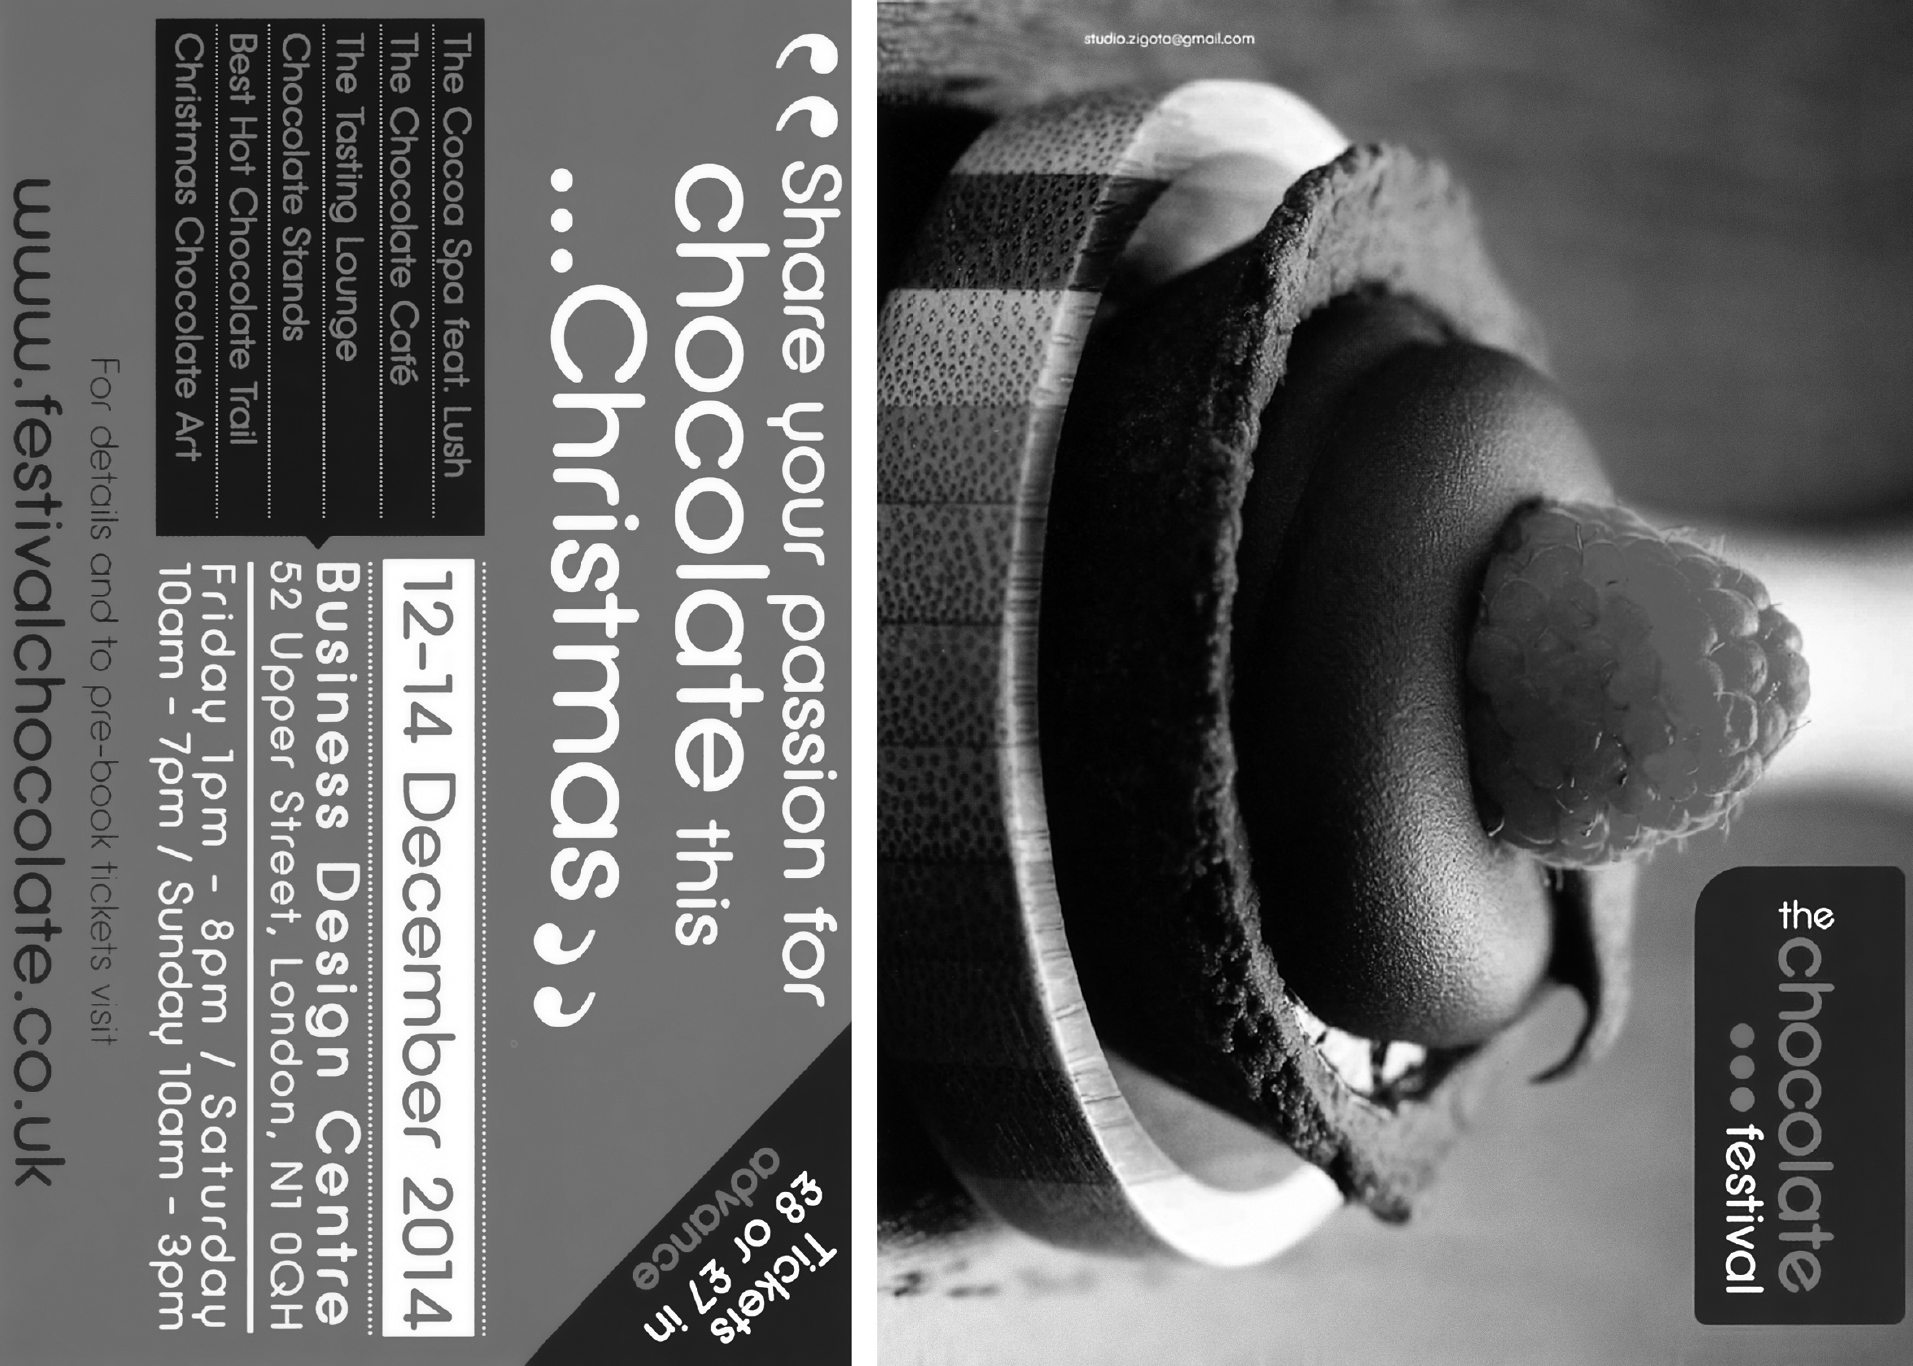 “Share your passion for
chocolate this
...Christmas”
Tickets
£8 or £7 in
advance
The Cocoa Spa feat. Lush
The Chocolate Café
The Tasting Lounge
Chocolate Stands
Best Hot Chocolate Trail
Christmas Chocolate Art
12-14 December 2014
Business Design Centre
52 Upper Street, London, N1 0QH
Friday 1pm - 8pm / Saturday
10am - 7pm / Sunday 10am - 3pm
For details and to pre-book tickets visit
www.festivalchocolate.co.uk
studio.zigota@gmail.com
the
chocolate
... festival